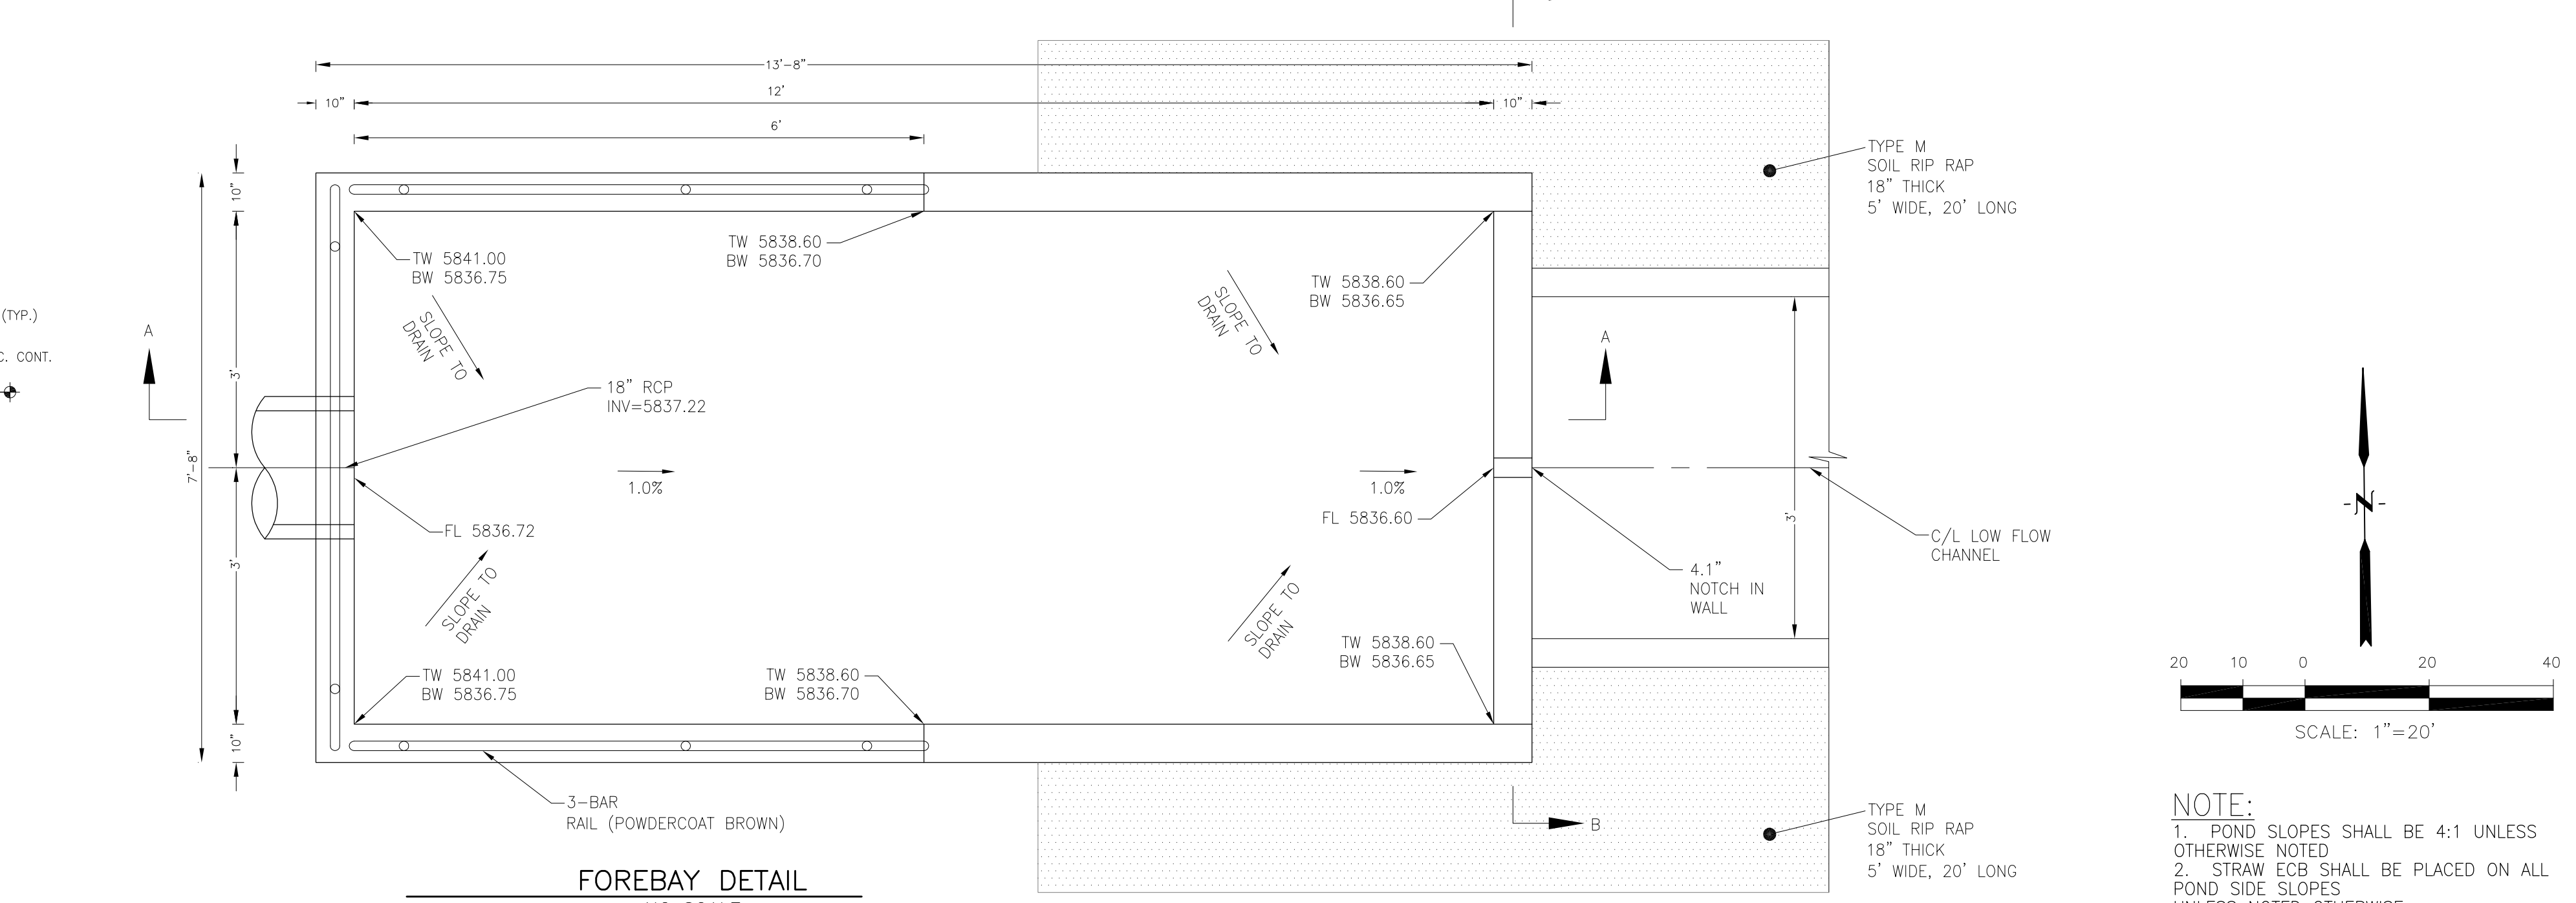 13'-8"
12'
10"
10"
6'
TYPE M
SOIL RIP RAP
18" THICK
5' WIDE, 20' LONG
10"
TW 5841.00
BW 5836.75
TW 5838.60
BW 5836.70
TW 5838.60
BW 5836.65
SLOPE TO
DRAIN
SLOPE TO
DRAIN
(TYP.)
C. CONT.
A
A
3'
18" RCP
INV=5837.22
7'-8"
1.0%
1.0%
FL 5836.72
FL 5836.60
3'
4.1"
NOTCH IN
WALL
C/L LOW FLOW
CHANNEL
N
3'
SLOPE TO
DRAIN
SLOPE TO
DRAIN
TW 5841.00
BW 5836.75
TW 5838.60
BW 5836.70
TW 5838.60
BW 5836.65
20 10 0 20 40
SCALE: 1"=20'
10"
3-BAR
RAIL (POWDERCOAT BROWN)
B
TYPE M
SOIL RIP RAP
18" THICK
5' WIDE, 20' LONG
FOREBAY DETAIL
NOTE:
1. POND SLOPES SHALL BE 4:1 UNLESS
OTHERWISE NOTED
2. STRAW ECB SHALL BE PLACED ON ALL
POND SIDE SLOPES
UNLESS NOTED OTHERWISE